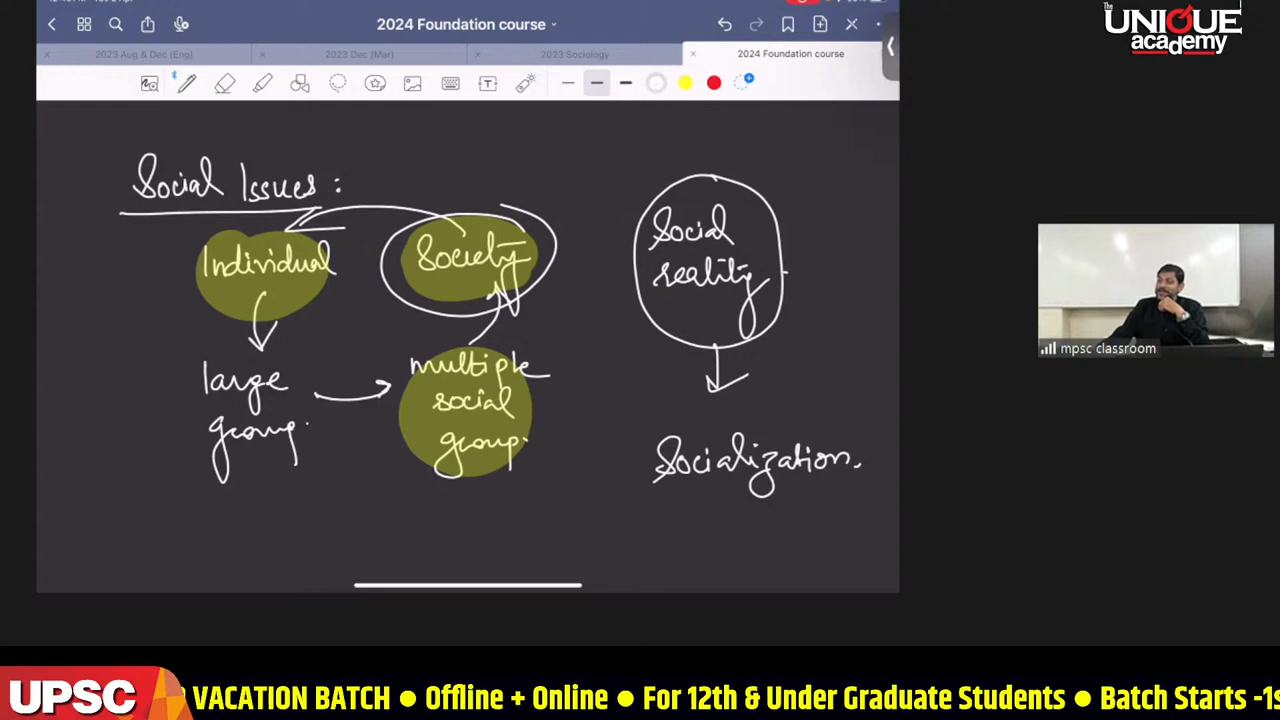 2024 Foundation course
2023 Aug & Dec (Eng)
2023 Dec (Mar)
2023 Sociology
2024 Foundation course
The
UNIQUE
academy
Social Issues :
Individual
Society
large
group.
multiple
social
group.
Social
reality
Socialization.
mpsc classroom
UPSC
VACATION BATCH ● Offline + Online ● For 12th & Under Graduate Students ● Batch Starts -1s